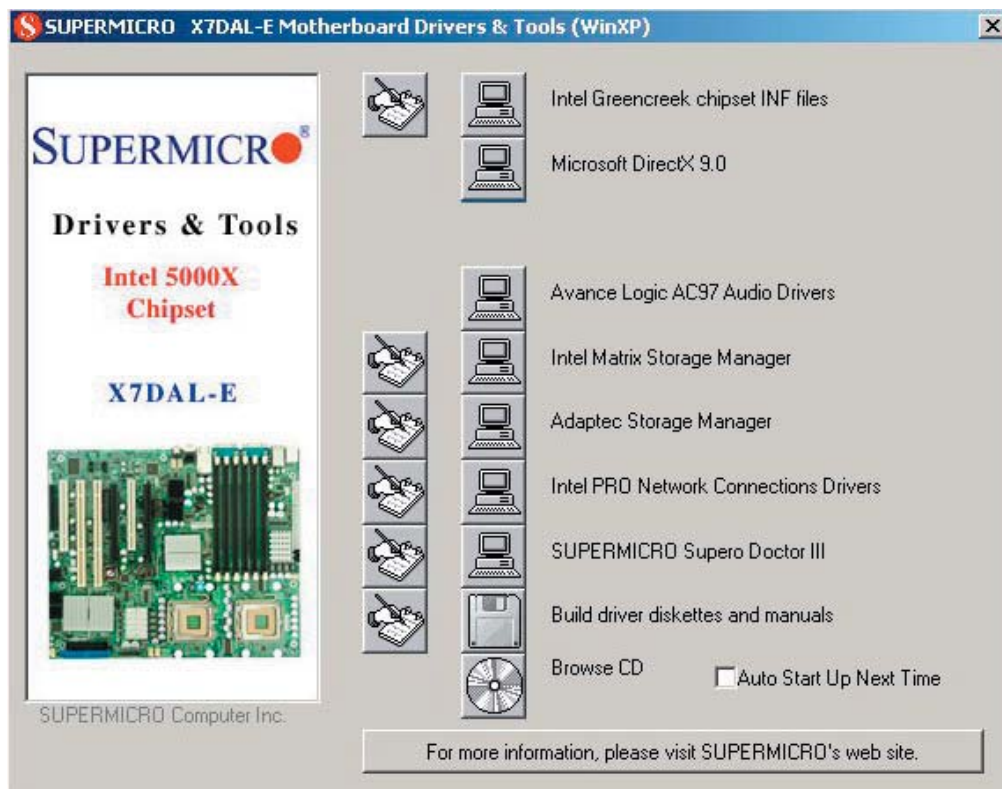 SUPERMICRO X7DAL-E Motherboard Drivers & Tools (WinXP)
SUPERMICRO®
Drivers & Tools
Intel 5000X
Chipset
X7DAL-E
SUPERMICRO Computer Inc.
Intel Greencreek chipset INF files
Microsoft DirectX 9.0
Avance Logic AC97 Audio Drivers
Intel Matrix Storage Manager
Adaptec Storage Manager
Intel PRO Network Connections Drivers
SUPERMICRO Supero Doctor III
Build driver diskettes and manuals
Browse CD
Auto Start Up Next Time
For more information, please visit SUPERMICRO's web site.